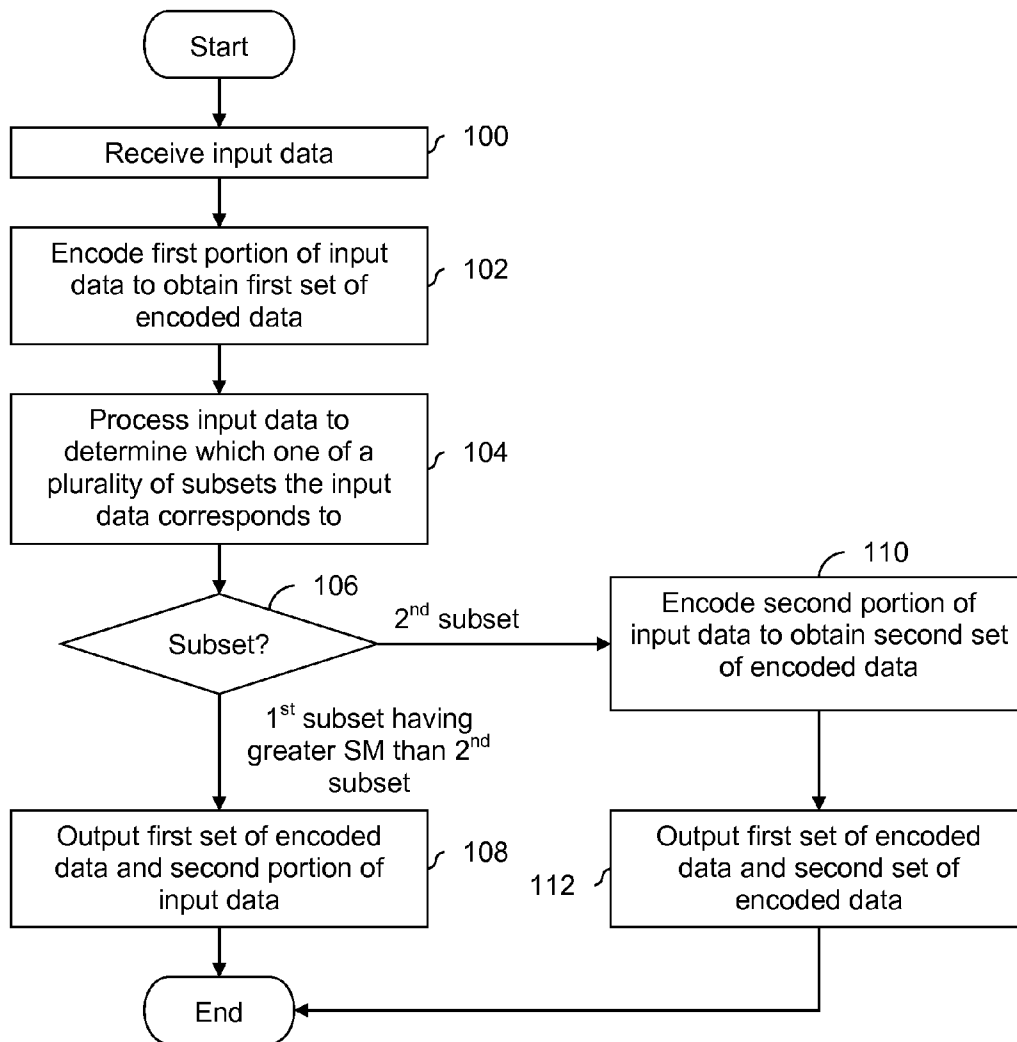 Start
Receive input data
100
Encode first portion of input
data to obtain first set of
encoded data
102
Process input data to
determine which one of a
plurality of subsets the input
data corresponds to
104
106
Subset?
2nd subset
110
Encode second portion of
input data to obtain second set
of encoded data
1st subset having
greater SM than 2nd
subset
Output first set of encoded
data and second portion of
input data
108
Output first set of encoded
data and second set of
encoded data
112
End